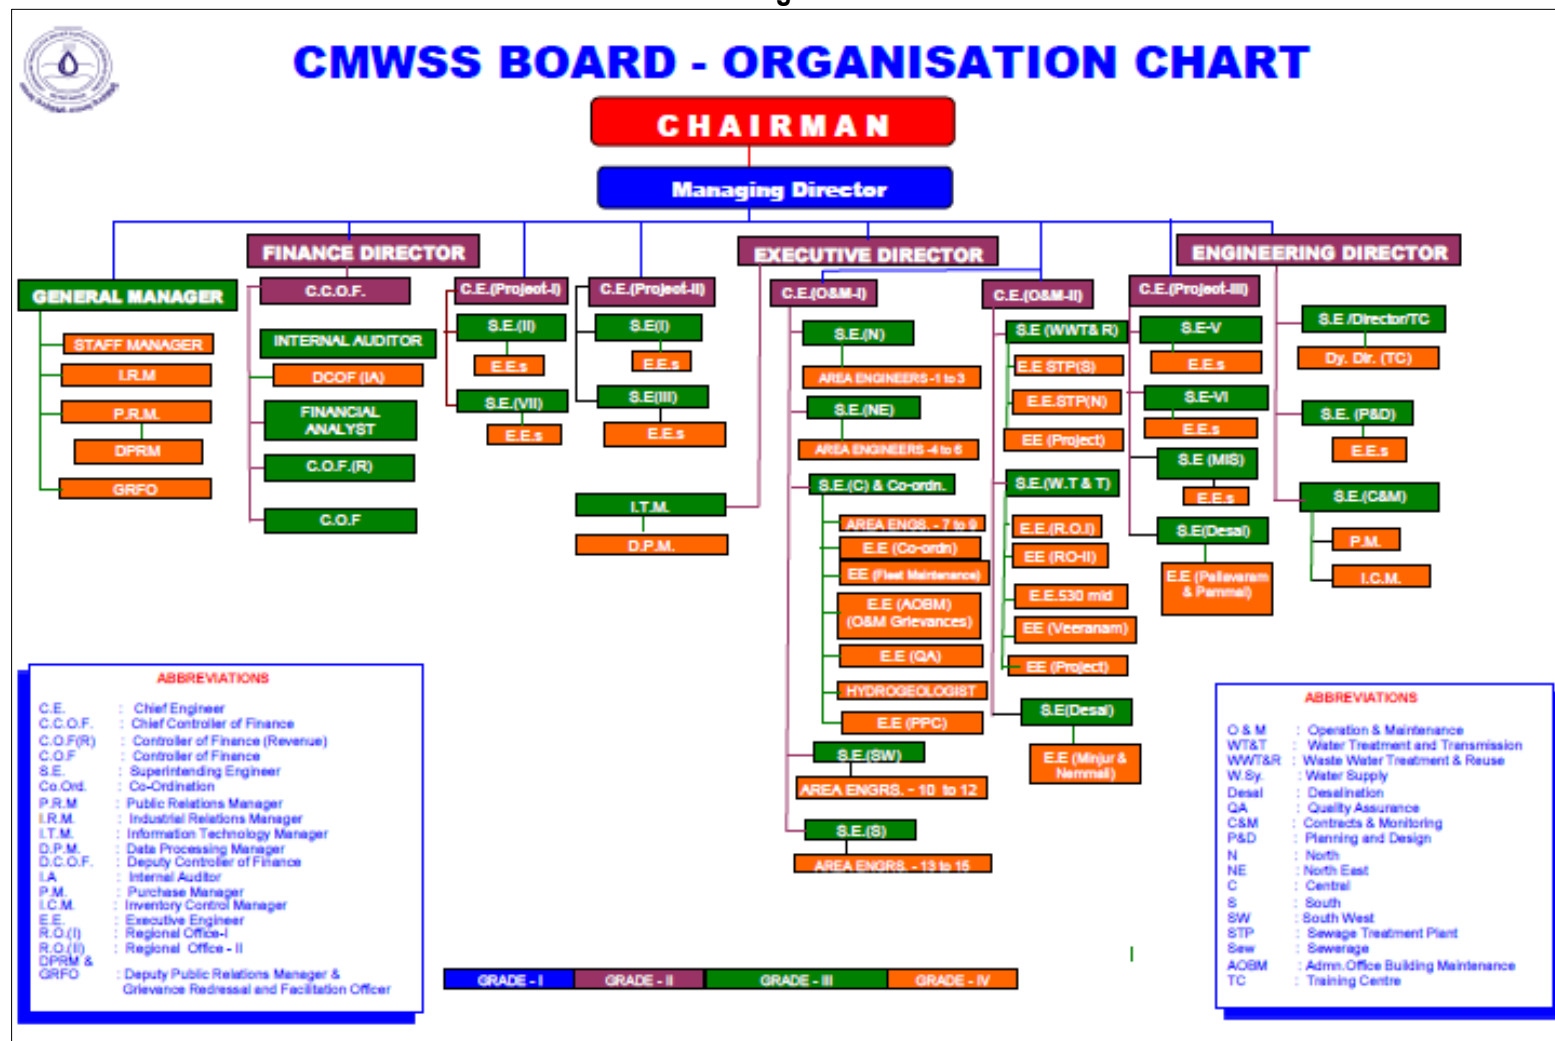 CMWSS BOARD - ORGANISATION CHART
CHAIRMAN
Managing Director
FINANCE DIRECTOR
EXECUTIVE DIRECTOR
ENGINEERING DIRECTOR
GENERAL MANAGER
STAFF MANAGER
I.R.M
P.R.M.
DPRM
GRFO
C.C.O.F.
INTERNAL AUDITOR
DCOF (IA)
FINANCIAL
ANALYST
C.O.F.(R)
C.O.F
C.E.(Project-I)
S.E.(II)
E.E.s
S.E.(VII)
E.E.s
C.E.(Project-II)
S.E(I)
E.E.s
S.E(III)
E.E.s
I.T.M.
D.P.M.
C.E.(O&M-I)
S.E.(N)
AREA ENGINEERS -1 to 3
S.E.(NE)
AREA ENGINEERS -4 to 6
S.E.(C) & Co-ordn.
AREA ENGS. - 7 to 9
E.E (Co-ordn)
EE (Fleet Maintenance)
E.E (AOBM)
(O&M Grievances)
E.E (QA)
HYDROGEOLOGIST
E.E (PPC)
S.E.(SW)
AREA ENGRS. - 10 to 12
S.E.(S)
AREA ENGRS. - 13 to 15
C.E.(O&M-II)
S.E (WWT& R)
E.E STP(S)
E.E.STP(N)
EE (Project)
S.E.(W.T & T)
E.E.(R.O.I)
EE (RO-II)
E.E.530 mld
EE (Veeranam)
EE (Project)
S.E(Desal)
E.E (Minjur &
Nemmeli)
C.E.(Project-III)
S.E-V
E.E.s
S.E-VI
E.E.s
S.E (MIS)
E.E.s
S.E(Desal)
E.E (Pallavaram
& Pammal)
S.E /Director/TC
Dy. Dir. (TC)
S.E. (P&D)
E.E.s
S.E.(C&M)
P.M.
I.C.M.
ABBREVIATIONS
C.E. : Chief Engineer
C.C.O.F. : Chief Controller of Finance
C.O.F(R) : Controller of Finance (Revenue)
C.O.F : Controller of Finance
S.E. : Superintending Engineer
Co.Ord. : Co-Ordination
P.R.M : Public Relations Manager
I.R.M. : Industrial Relations Manager
I.T.M. : Information Technology Manager
D.P.M. : Data Processing Manager
D.C.O.F. : Deputy Controller of Finance
I.A : Internal Auditor
P.M. : Purchase Manager
I.C.M. : Inventory Control Manager
E.E. : Executive Engineer
R.O.(I) : Regional Office-I
R.O.(II) : Regional Office - II
DPRM &
GRFO : Deputy Public Relations Manager &
Grievance Redressal and Facilitation Officer
GRADE - I GRADE - II GRADE - III GRADE - IV
ABBREVIATIONS
O & M : Operation & Maintenance
WT&T : Water Treatment and Transmission
WWT&R : Waste Water Treatment & Reuse
W.Sy. : Water Supply
Desal : Desalination
QA : Quality Assurance
C&M : Contracts & Monitoring
P&D : Planning and Design
N : North
NE : North East
C : Central
S : South
SW : South West
STP : Sewage Treatment Plant
Sew : Sewerage
AOBM : Admn.Office Building Maintenance
TC : Training Centre